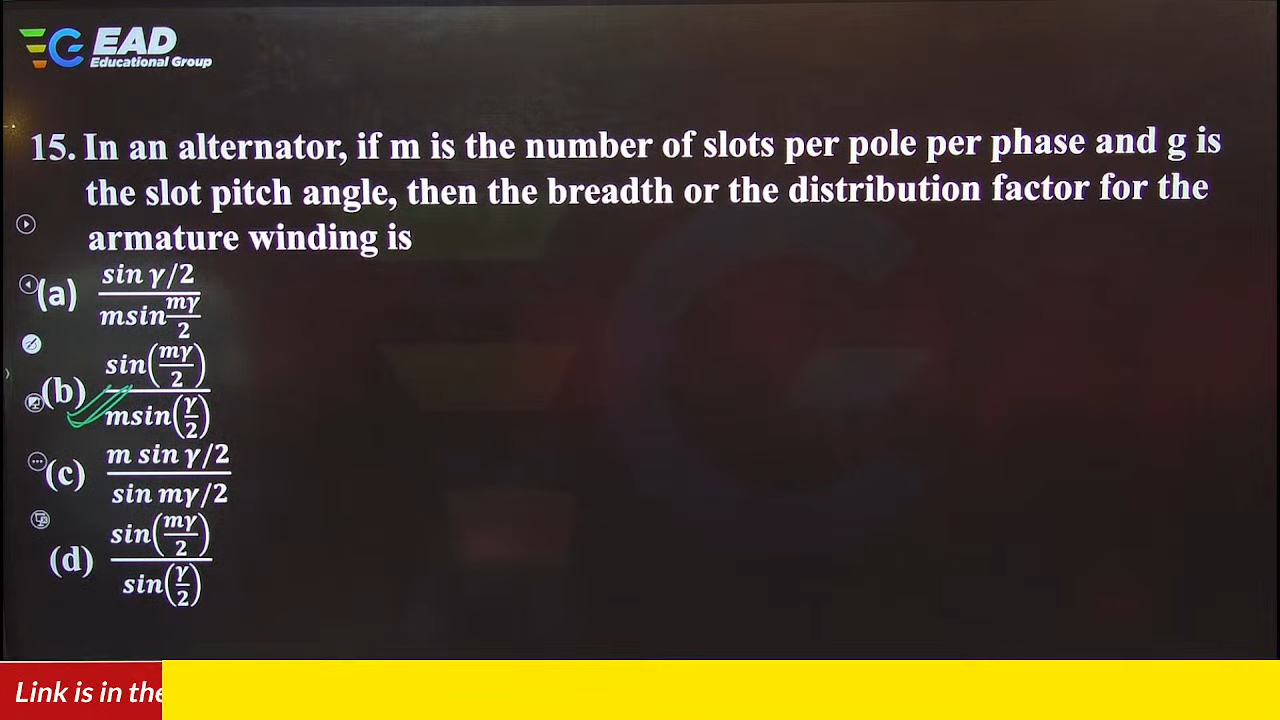 EAD
Educational Group
15. In an alternator, if m is the number of slots per pole per phase and g is
the slot pitch angle, then the breadth or the distribution factor for the
armature winding is
(a) sin γ/2
msin mγ/2
(b) sin(mγ/2)
msin(γ/2)
(c) m sin γ/2
sin mγ/2
(d) sin(mγ/2)
sin(γ/2)
Link is in the